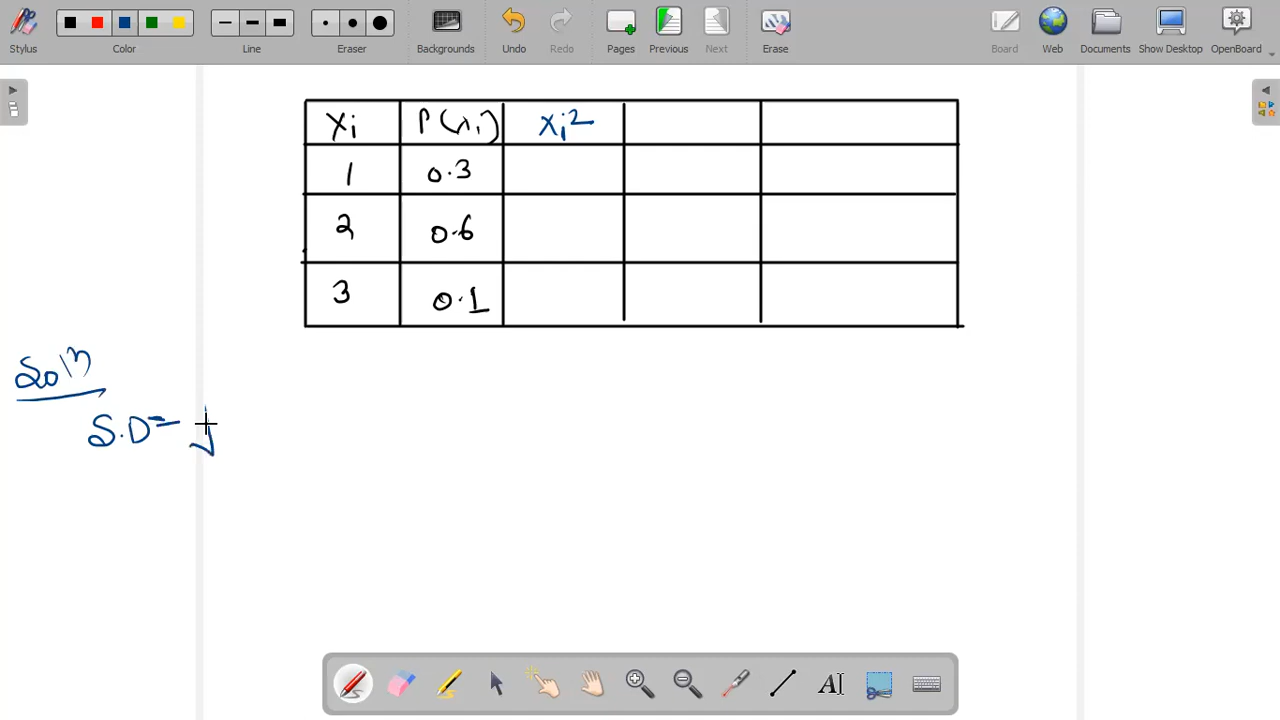 Stylus Color Line Eraser Backgrounds Undo Redo Pages Previous Next Erase Board Web Documents Show Desktop OpenBoard
Xi P(xi) Xi²
1 0.3
2 0.6
3 0.1
Soln
S.D = √